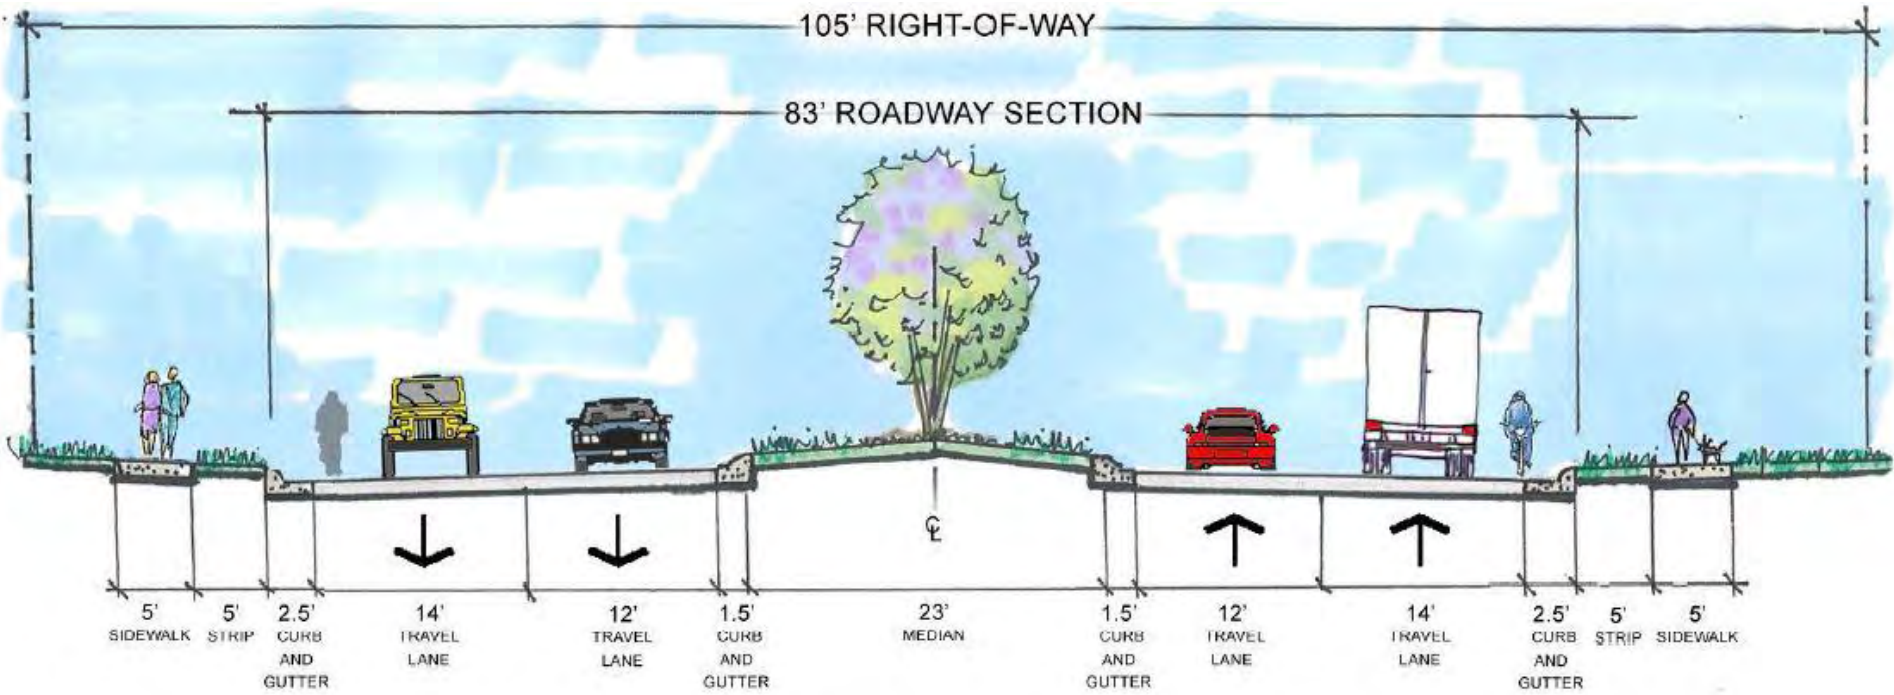 105' RIGHT-OF-WAY
83' ROADWAY SECTION
℄
5'
SIDEWALK
5'
STRIP
2.5'
CURB
AND
GUTTER
14'
TRAVEL
LANE
12'
TRAVEL
LANE
1.5'
CURB
AND
GUTTER
23'
MEDIAN
1.5'
CURB
AND
GUTTER
12'
TRAVEL
LANE
14'
TRAVEL
LANE
2.5'
CURB
AND
GUTTER
5'
STRIP
5'
SIDEWALK